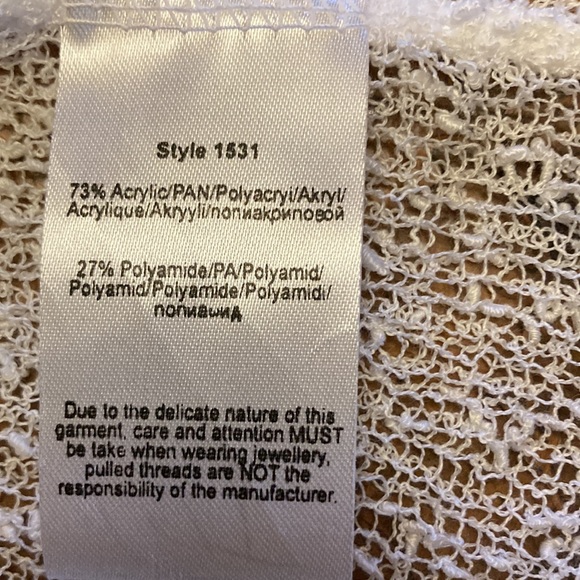 Style 1531
73% Acrylic/PAN/Polyacryl/Akryl/
Acrylique/Akryyli/полиакриловой
27% Polyamide/PA/Polyamid/
Polyamid/Polyamide/Polyamidi/
полиамид
Due to the delicate nature of this
garment, care and attention MUST
be take when wearing jewellery,
pulled threads are NOT the
responsibility of the manufacturer.